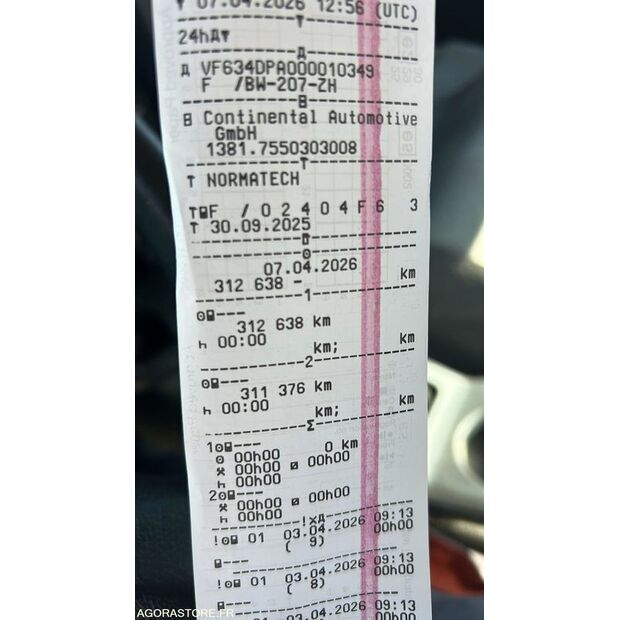 ▼ 07.04.2026 12:56 (UTC)
24h
VF634DPA000010349
F /BW-207-ZH
B Continental Automotive
GmbH
1381.7550303008
T NORMATECH
T F /0 2 4 0 4 F 6 3
T 30.09.2025
07.04.2026
312 638 - km
1
---
312 638 km
h 00:00 km; km
2
---
311 376 km
h 00:00 km; km
Σ
1 ---
00h00 0 km
00h00 00h00
h 00h00
2 ---
00h00 00h00
h 00h00
! 01 03.04.2026 09:13
( 9) 00h00
---
! 01 03.04.2026 09:13
( 8) 00h00
---
01 03.04.2026 09:13
00h00
AGORASTORE.FR